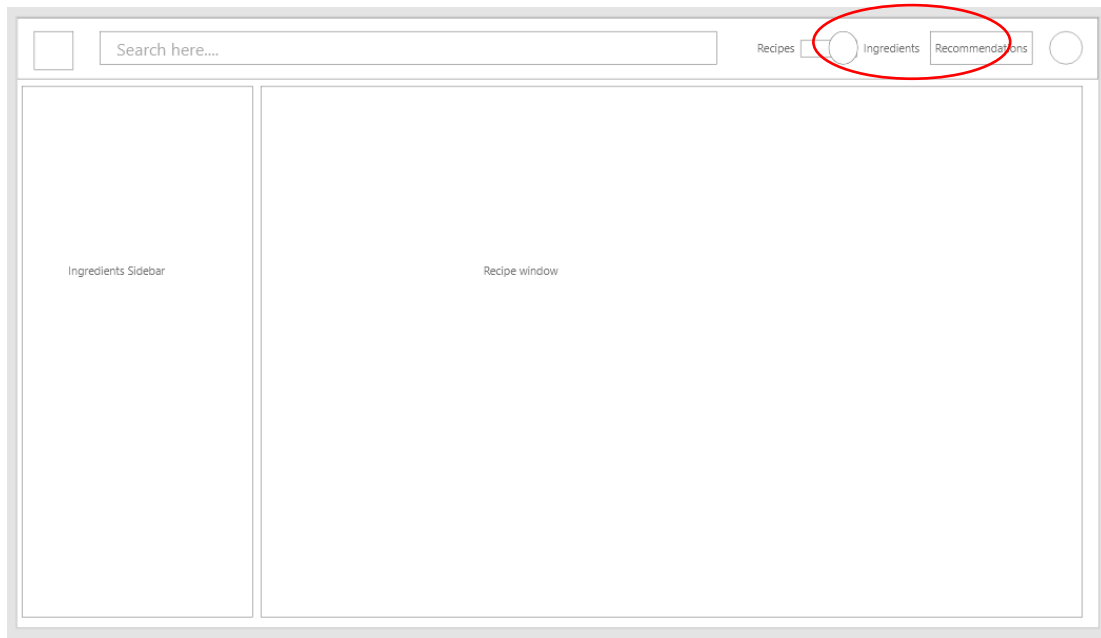 Search here....
Recipes
Ingredients
Recommendations
Ingredients Sidebar
Recipe window